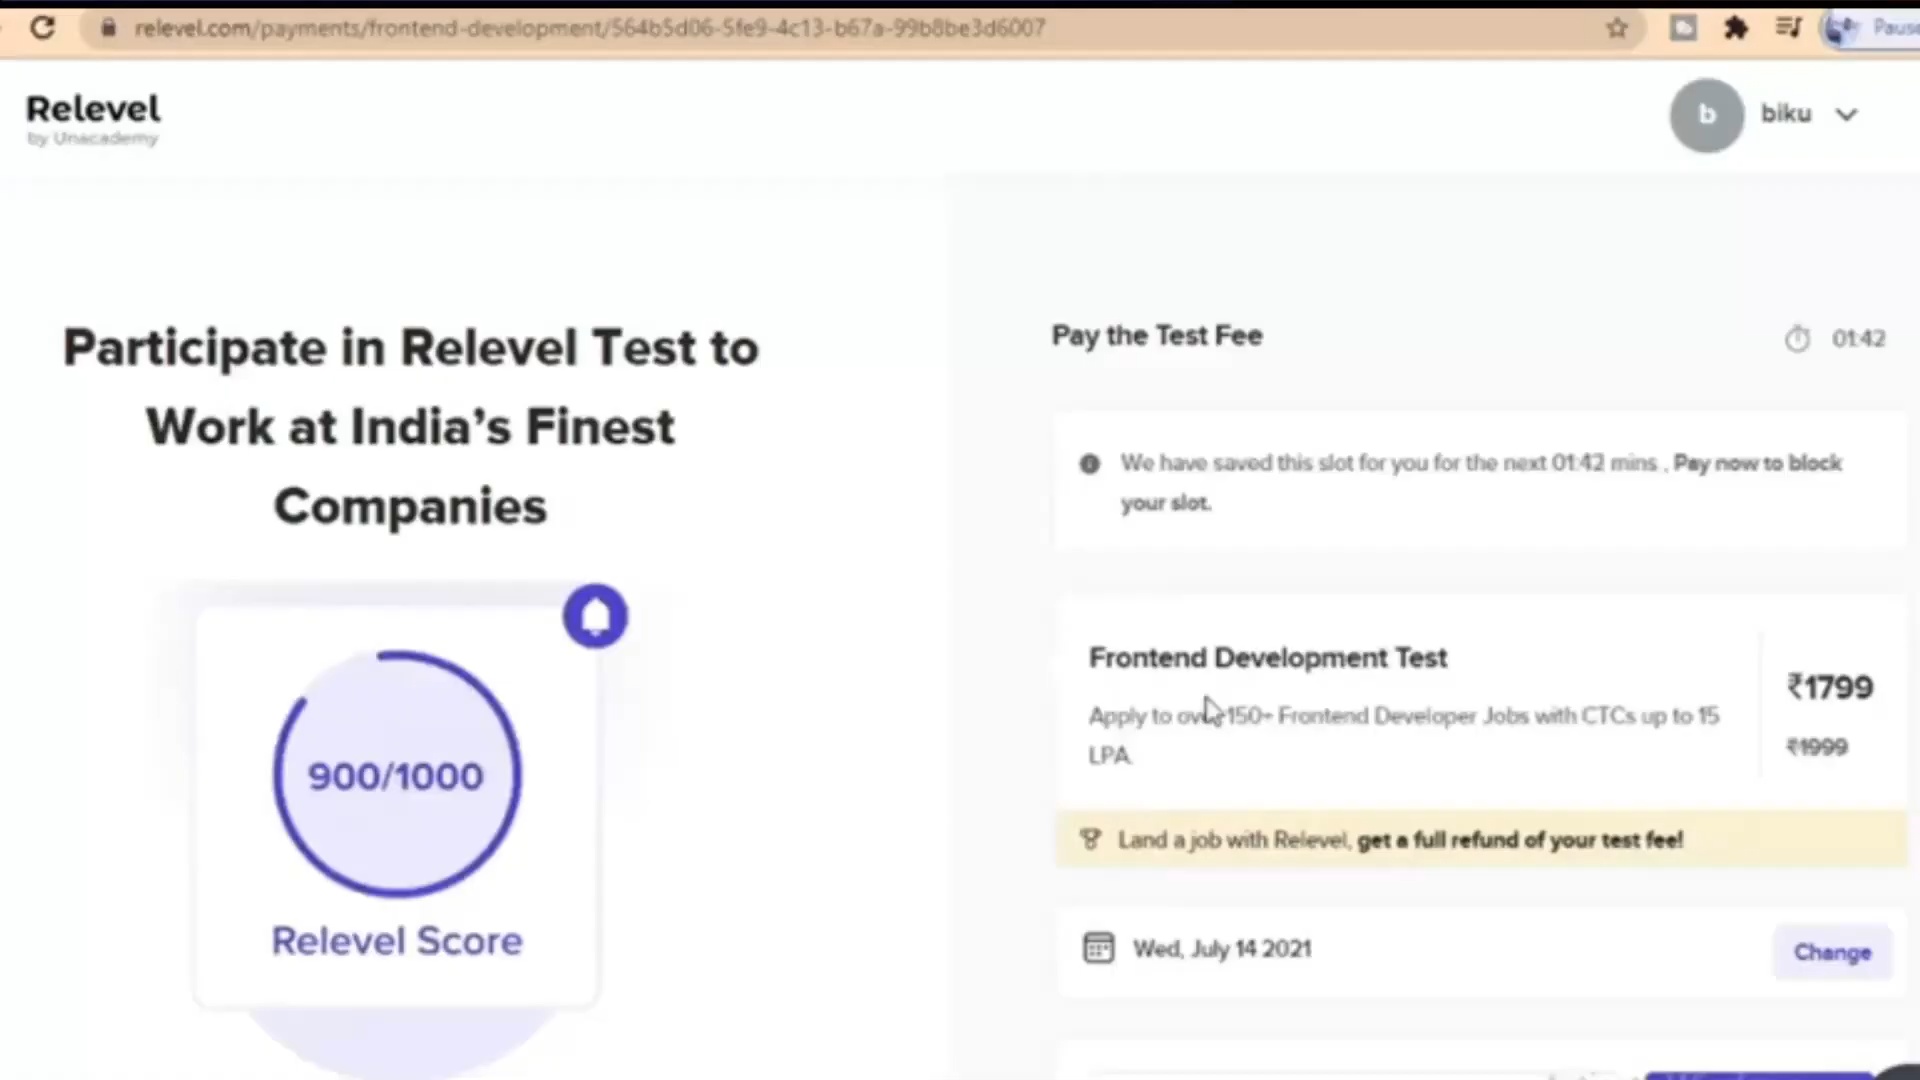 relevel.com/payments/frontend-development/564b5d06-5fe9-4c13-b67a-99b8be3d6007
Relevel
by Unacademy
b
biku
Participate in Relevel Test to
Work at India’s Finest
Companies
900/1000
Relevel Score
Pay the Test Fee
01:42
We have saved this slot for you for the next 01:42 mins . Pay now to block
your slot.
Frontend Development Test
₹1799
Apply to over 150+ Frontend Developer Jobs with CTCs up to 15
LPA.
₹1999
Land a job with Relevel, get a full refund of your test fee!
Wed, July 14 2021
Change